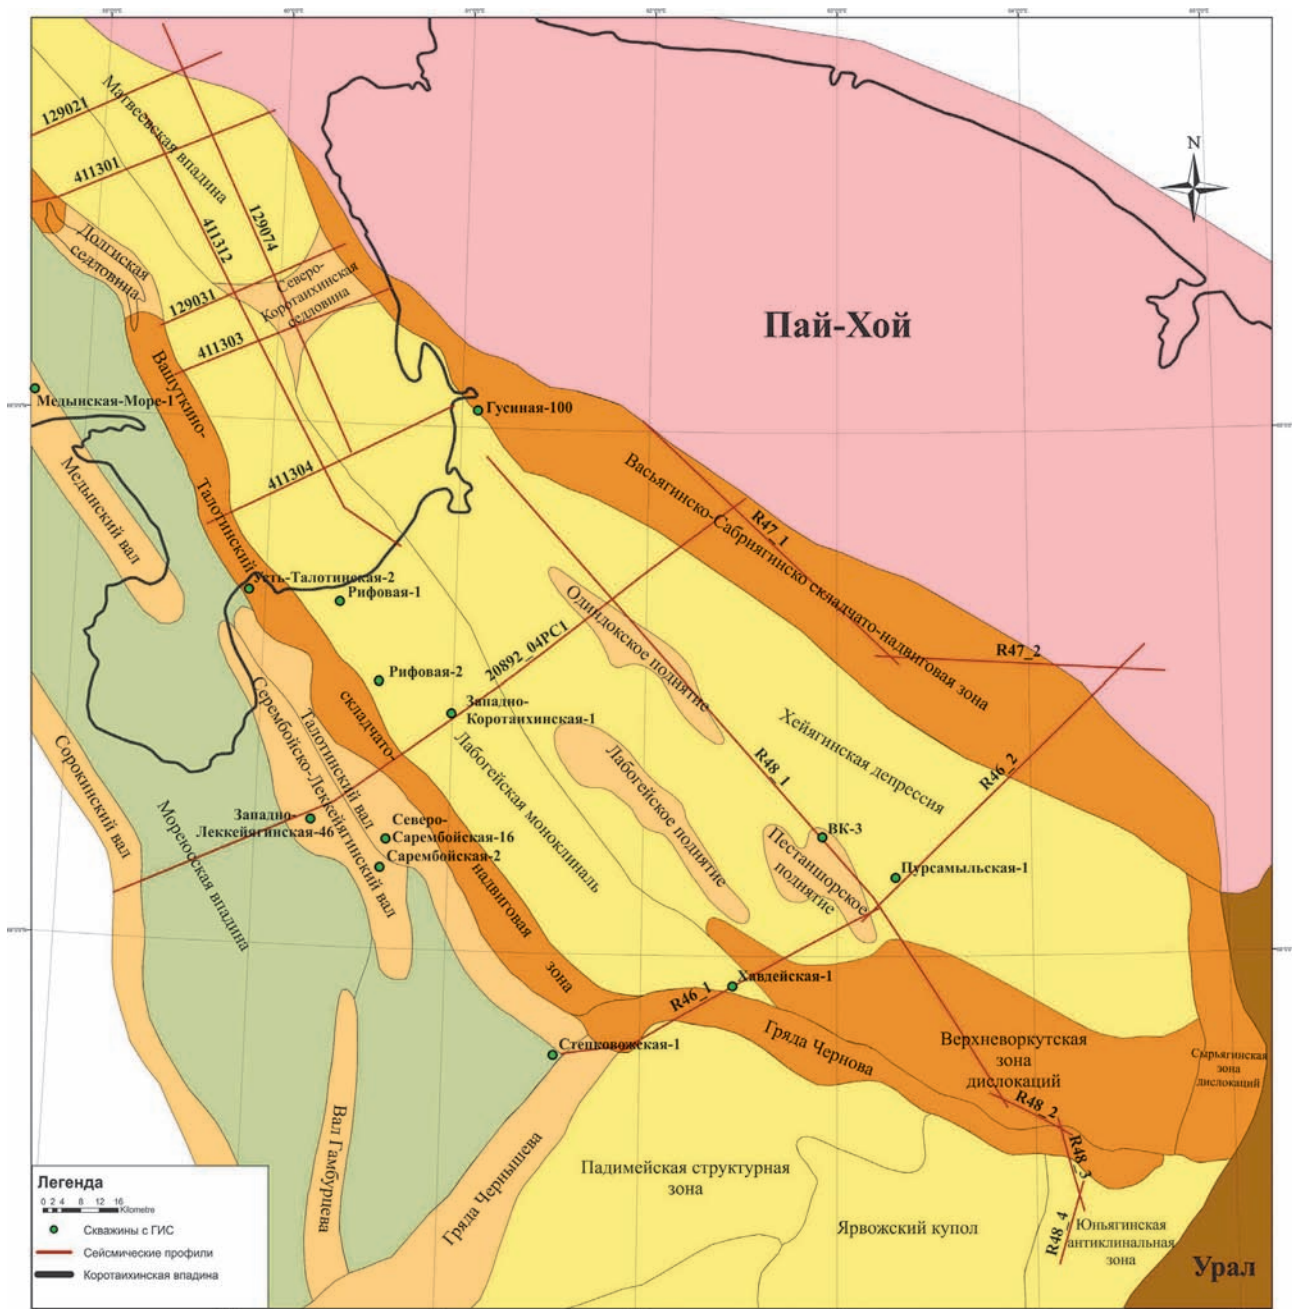 N
Матвеевская впадина
129021
411301
411312
129074
Долгиская
седловина
Северо-
Коротаихинская
седловина
129031
411303
Пай-Хой
Медынская-Море-1
Вашуткино-
Талотинский
складчато-
надвиговая
зона
Гусиная-100
411304
Медынский вал
Васьягинско-Сабриягинско складчато-надвиговая зона
R47_1
Усть-Талотинская-2
Рифовая-1
Одиндокское поднятие
20892_04РС1
R47_2
Рифовая-2
Западно-
Коротаихинская-1
Талотинский вал
Серембойско-Леккейягинский вал
Сорокинский вал
Лабогейская моноклиналь
Лабогейское поднятие
R48_1
Хейягинская депрессия
R46_2
Западно-
Леккейягинская-46
Северо-
Сарембойская-16
Сарембойская-2
Мореюсская впадина
ВК-3
Пестаншорское
поднятие
Пурсамыльская-1
Хавдейская-1
R46_1
Степковожская-1
Гряда Чернова
Верхневоркутская
зона
дислокаций
Сырьягинская
зона
дислокаций
R48_2
R48_3
R48_4
Вал Гамбурцева
Гряда Чернышева
Падимейская структурная
зона
Ярвожский купол
Юньягинская
антиклинальная
зона
Урал
Легенда
0 2 4 8 12 16
Kilometre
Скважины с ГИС
Сейсмические профили
Коротаихинская впадина